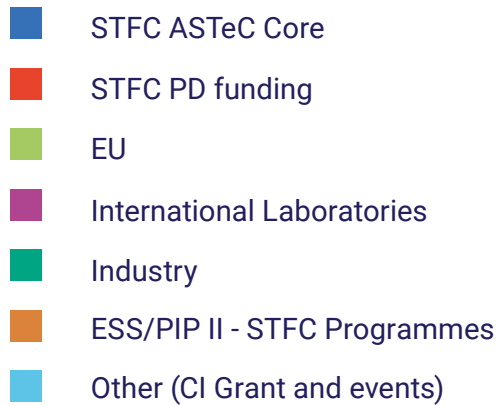 STFC ASTeC Core
STFC PD funding
EU
International Laboratories
Industry
ESS/PIP II - STFC Programmes
Other (CI Grant and events)